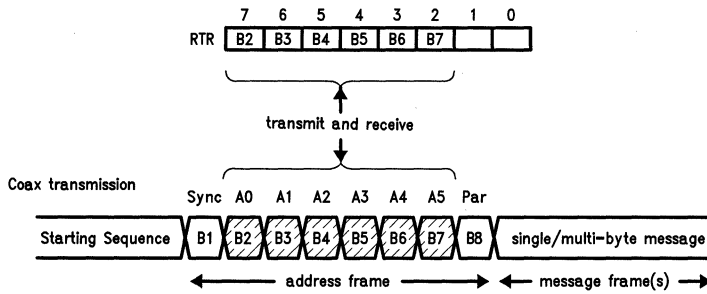 7 6 5 4 3 2 1 0
RTR B2 B3 B4 B5 B6 B7
transmit and receive
Coax transmission
Sync A0 A1 A2 A3 A4 A5 Par
Starting Sequence B1 B2 B3 B4 B5 B6 B7 B8 single/multi-byte message
address frame message frame(s)